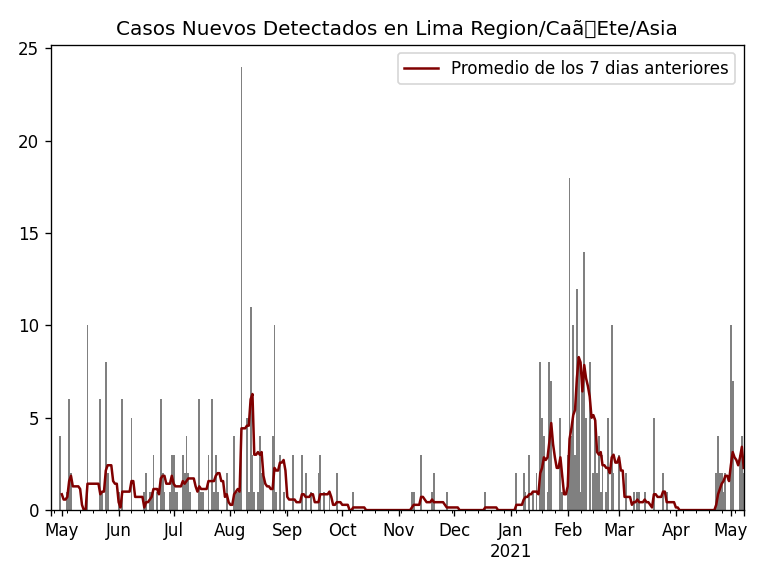 Casos Nuevos Detectados en Lima Region/Caã▯Ete/Asia
Promedio de los 7 dias anteriores
25
20
15
10
5
0
May Jun Jul Aug Sep Oct Nov Dec Jan Feb Mar Apr May
2021